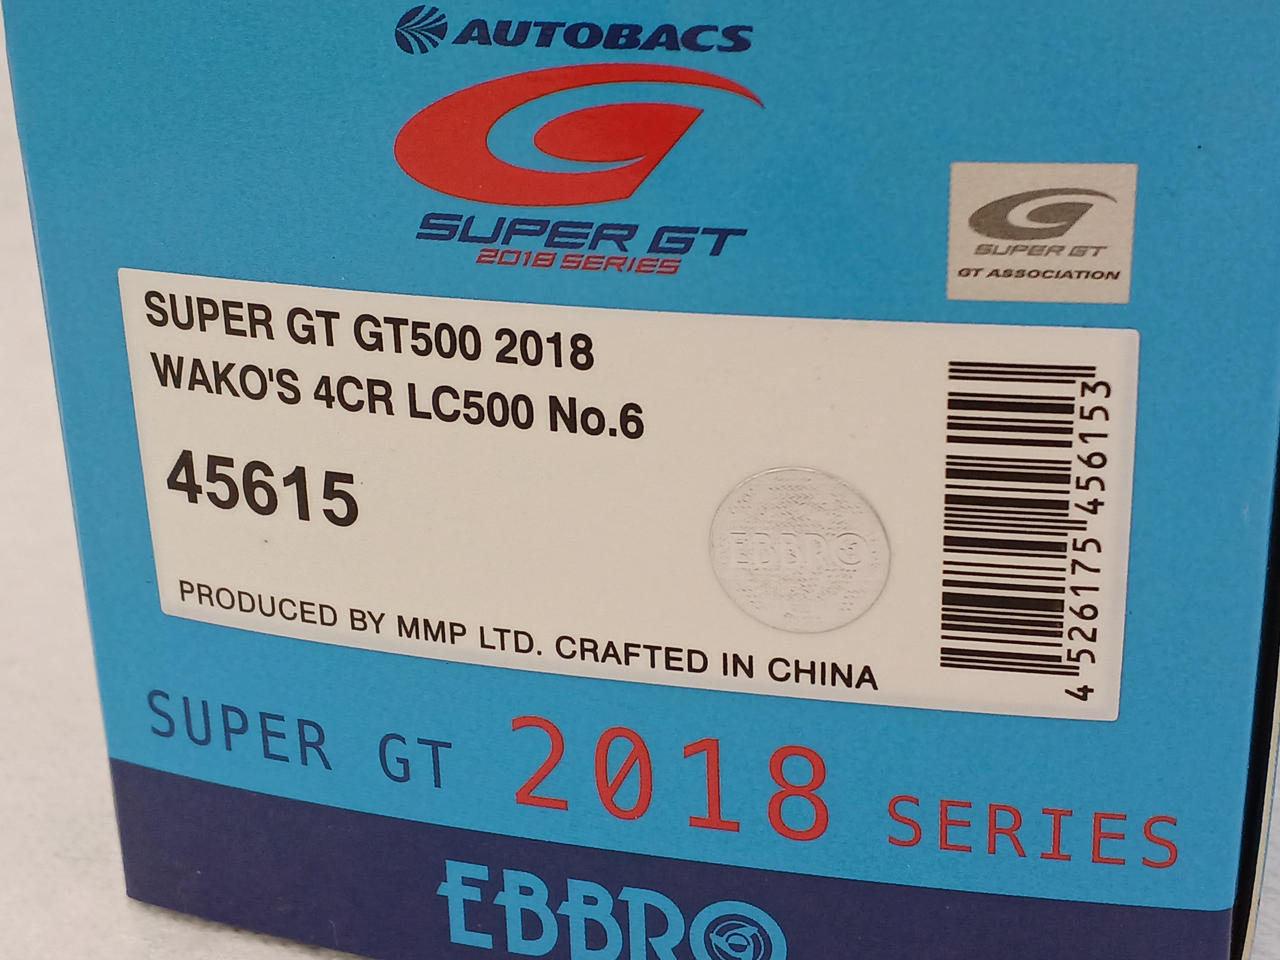 AUTOBACS
SUPER GT
2018 SERIES
SUPER GT
GT ASSOCIATION
SUPER GT GT500 2018
WAKO'S 4CR LC500 No.6
45615
EBBRO
PRODUCED BY MMP LTD. CRAFTED IN CHINA
4 526175 456153
SUPER GT 2018 SERIES
EBBRO